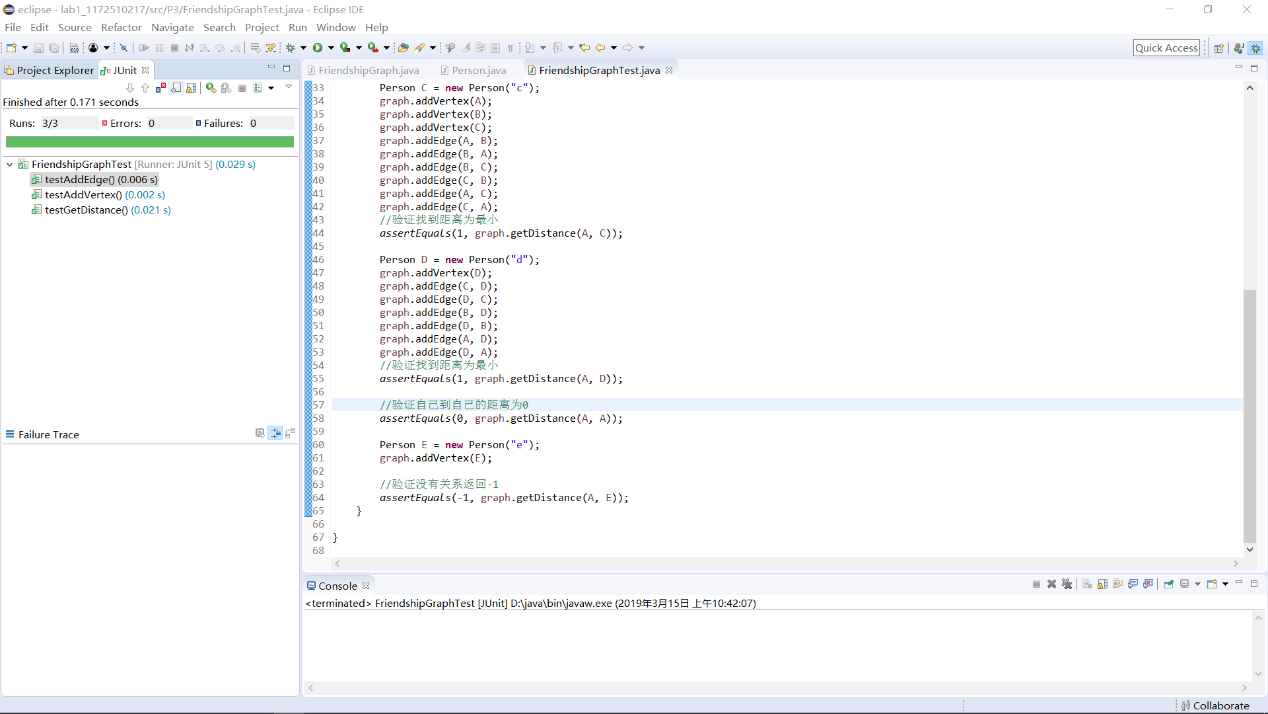 eclipse - lab1_1172510217/src/P3/FriendshipGraphTest.java - Eclipse IDE
File Edit Source Refactor Navigate Search Project Run Window Help
Quick Access
Project Explorer JUnit
Finished after 0.171 seconds
Runs: 3/3 Errors: 0 Failures: 0
FriendshipGraphTest [Runner: JUnit 5] (0.029 s)
testAddEdge() (0.006 s)
testAddVertex() (0.002 s)
testGetDistance() (0.021 s)
Failure Trace
FriendshipGraph.java Person.java FriendshipGraphTest.java
33 Person C = new Person("c");
34 graph.addVertex(A);
35 graph.addVertex(B);
36 graph.addVertex(C);
37 graph.addEdge(A, B);
38 graph.addEdge(B, A);
39 graph.addEdge(B, C);
40 graph.addEdge(C, B);
41 graph.addEdge(A, C);
42 graph.addEdge(C, A);
43 //验证找到距离为最小
44 assertEquals(1, graph.getDistance(A, C));
45
46 Person D = new Person("d");
47 graph.addVertex(D);
48 graph.addEdge(C, D);
49 graph.addEdge(D, C);
50 graph.addEdge(B, D);
51 graph.addEdge(D, B);
52 graph.addEdge(A, D);
53 graph.addEdge(D, A);
54 //验证找到距离为最小
55 assertEquals(1, graph.getDistance(A, D));
56
57 //验证自己到自己的距离为0
58 assertEquals(0, graph.getDistance(A, A));
59
60 Person E = new Person("e");
61 graph.addVertex(E);
62
63 //验证没有关系返回-1
64 assertEquals(-1, graph.getDistance(A, E));
65 }
66
67 }
68
Console
<terminated> FriendshipGraphTest [JUnit] D:\java\bin\javaw.exe (2019年3月15日 上午10:42:07)
Collaborate